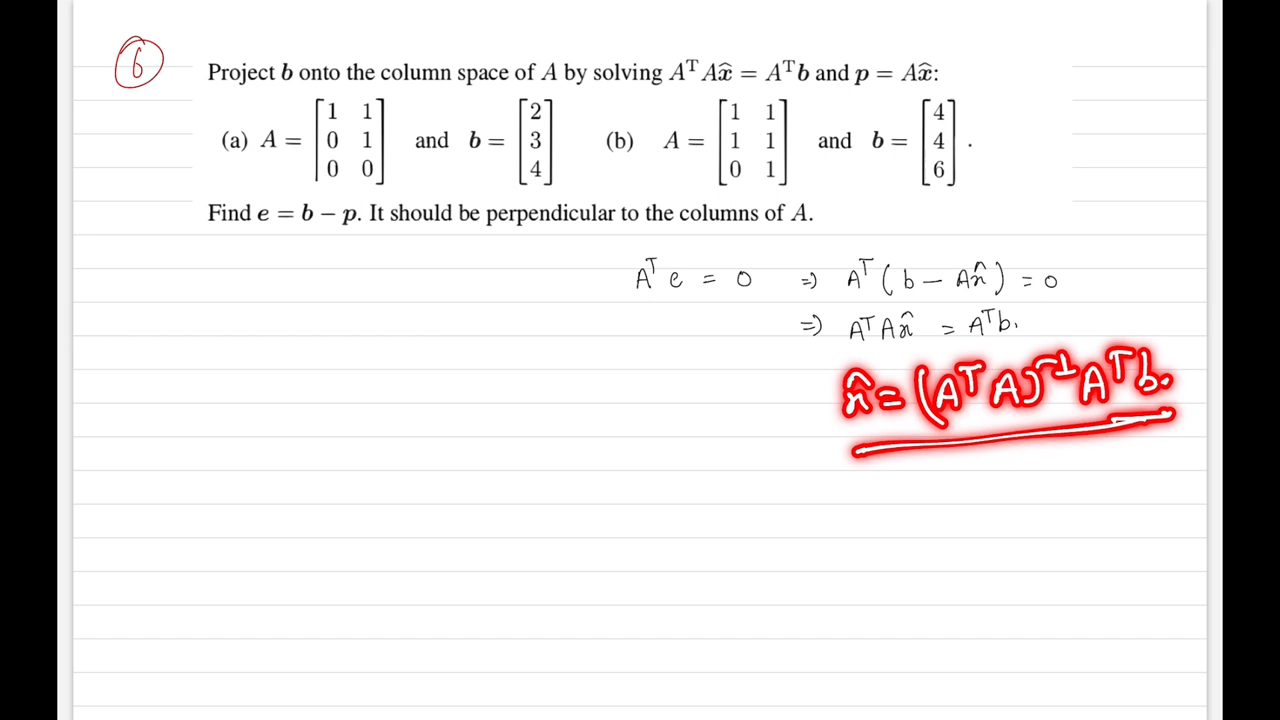 6
Project b onto the column space of A by solving AᵀAx̂ = Aᵀb and p = Ax̂:
(a) A = [1 1; 0 1; 0 0] and b = [2; 3; 4] (b) A = [1 1; 1 1; 0 1] and b = [4; 4; 6].
Find e = b − p. It should be perpendicular to the columns of A.
Aᵀe = 0 ⇒ Aᵀ(b − Ax̂) = 0
⇒ AᵀAx̂ = Aᵀb.
x̂ = (AᵀA)⁻¹Aᵀb.